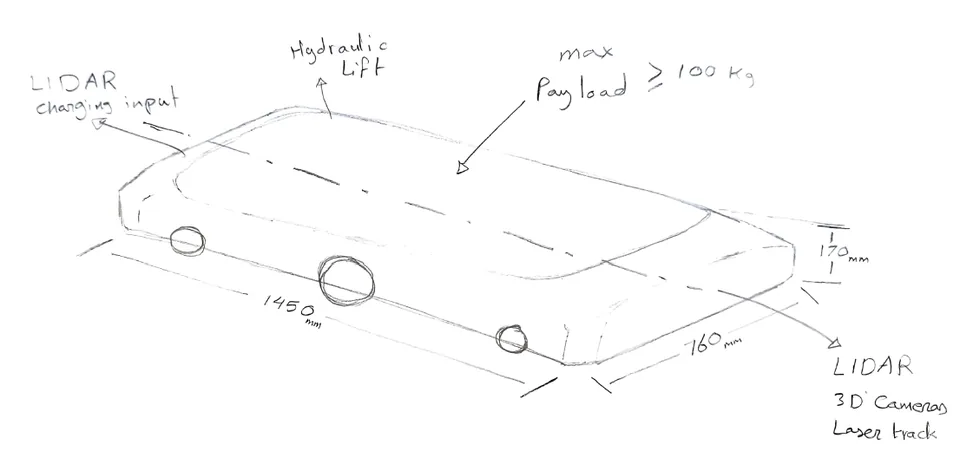 Hydraulic
Lift
max
Payload ≥ 100 Kg
LIDAR
charging input
170 mm
1450 mm
760 mm
LIDAR
3D Cameras
Laser track